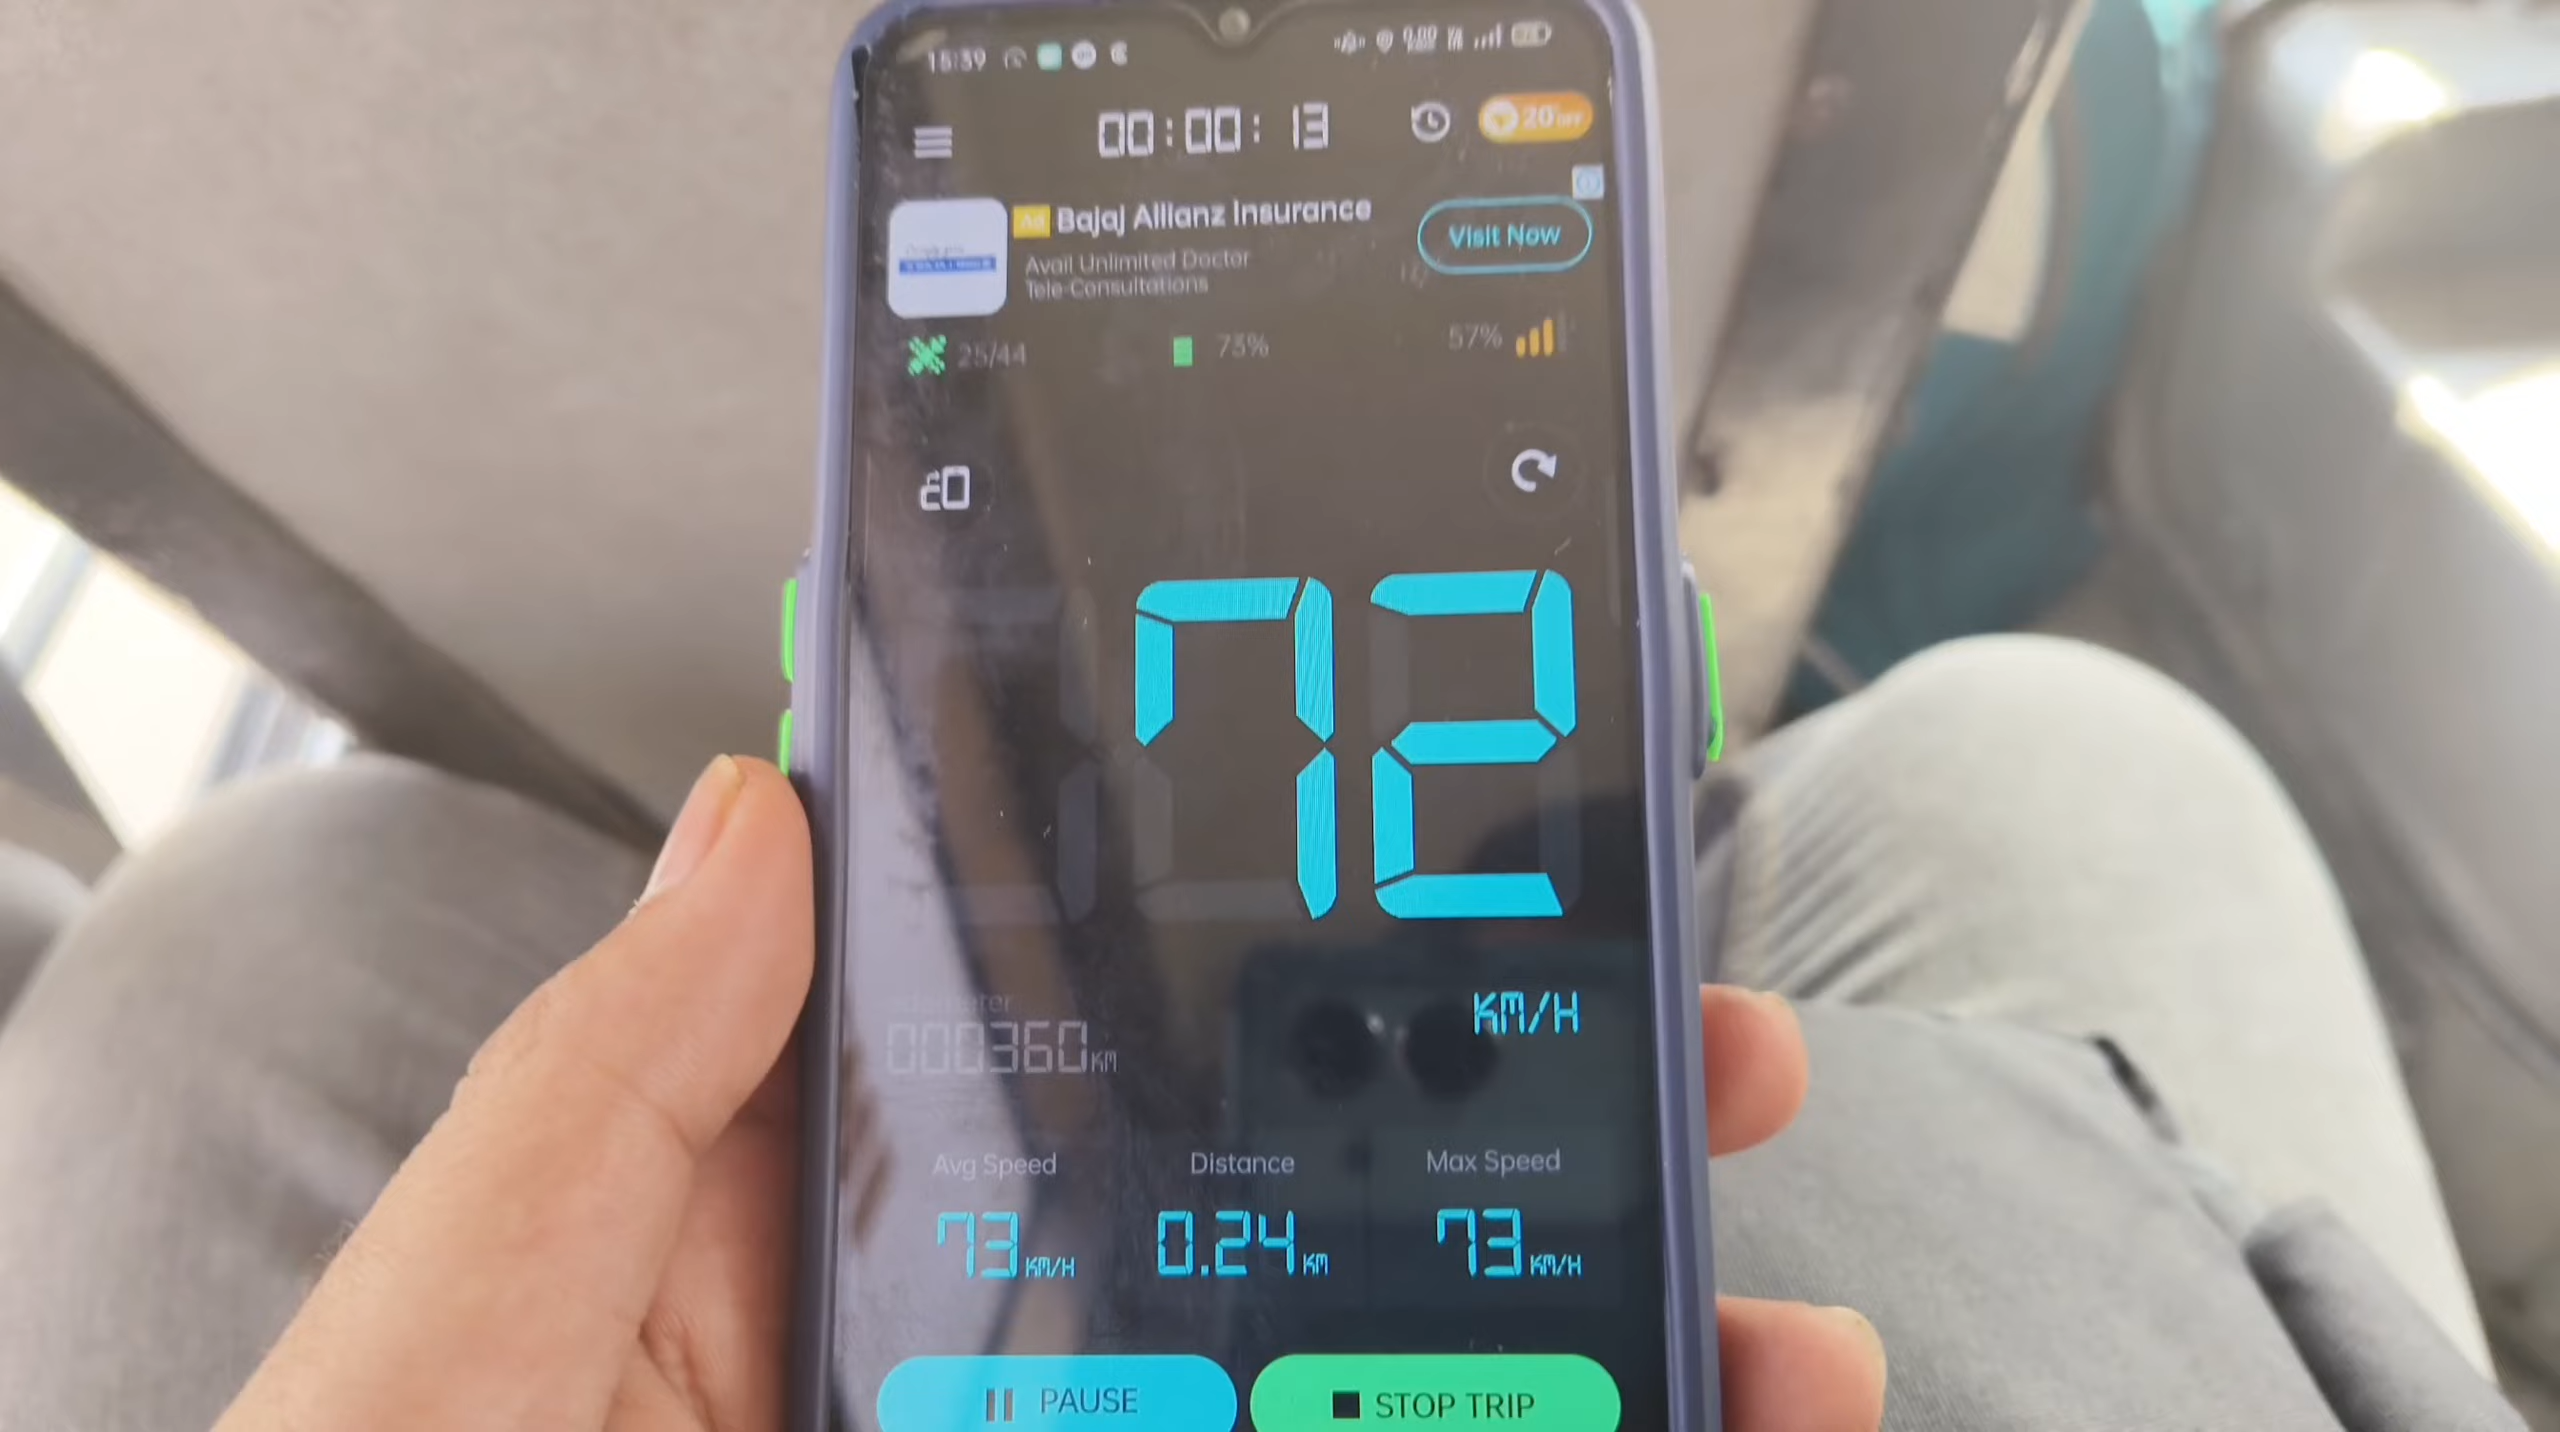 15:39
00:00:13
20% OFF
Ad Bajaj Allianz Insurance
Avail Unlimited Doctor
Tele-Consultations
Visit Now
25/44
73%
57%
72
KM/H
000360 KM
Avg Speed
Distance
Max Speed
73 KM/H
0.24 KM
73 KM/H
PAUSE
STOP TRIP